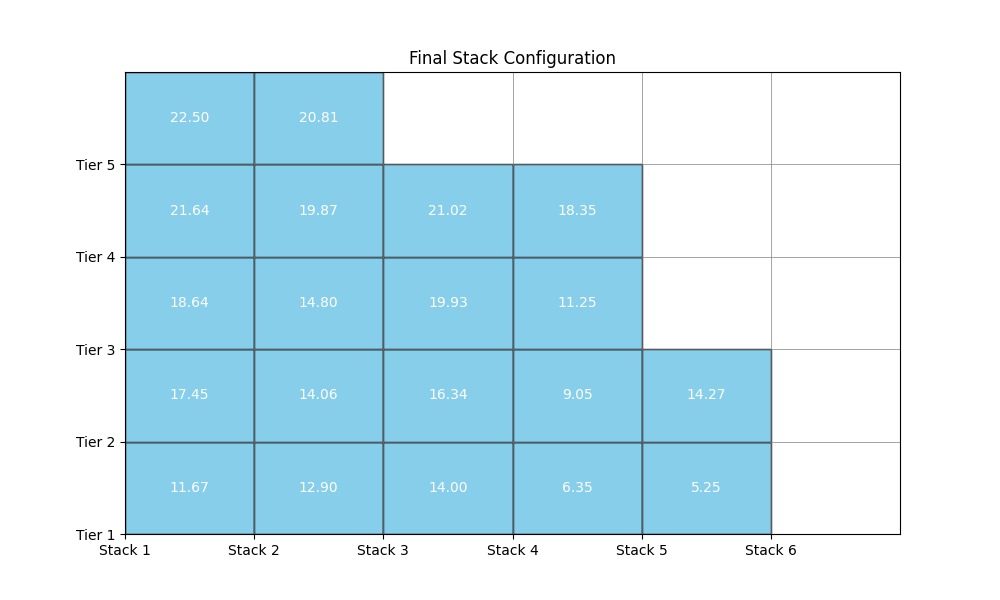 Final Stack Configuration
22.50 20.81
Tier 5
21.64 19.87 21.02 18.35
Tier 4
18.64 14.80 19.93 11.25
Tier 3
17.45 14.06 16.34 9.05 14.27
Tier 2
11.67 12.90 14.00 6.35 5.25
Tier 1
Stack 1 Stack 2 Stack 3 Stack 4 Stack 5 Stack 6